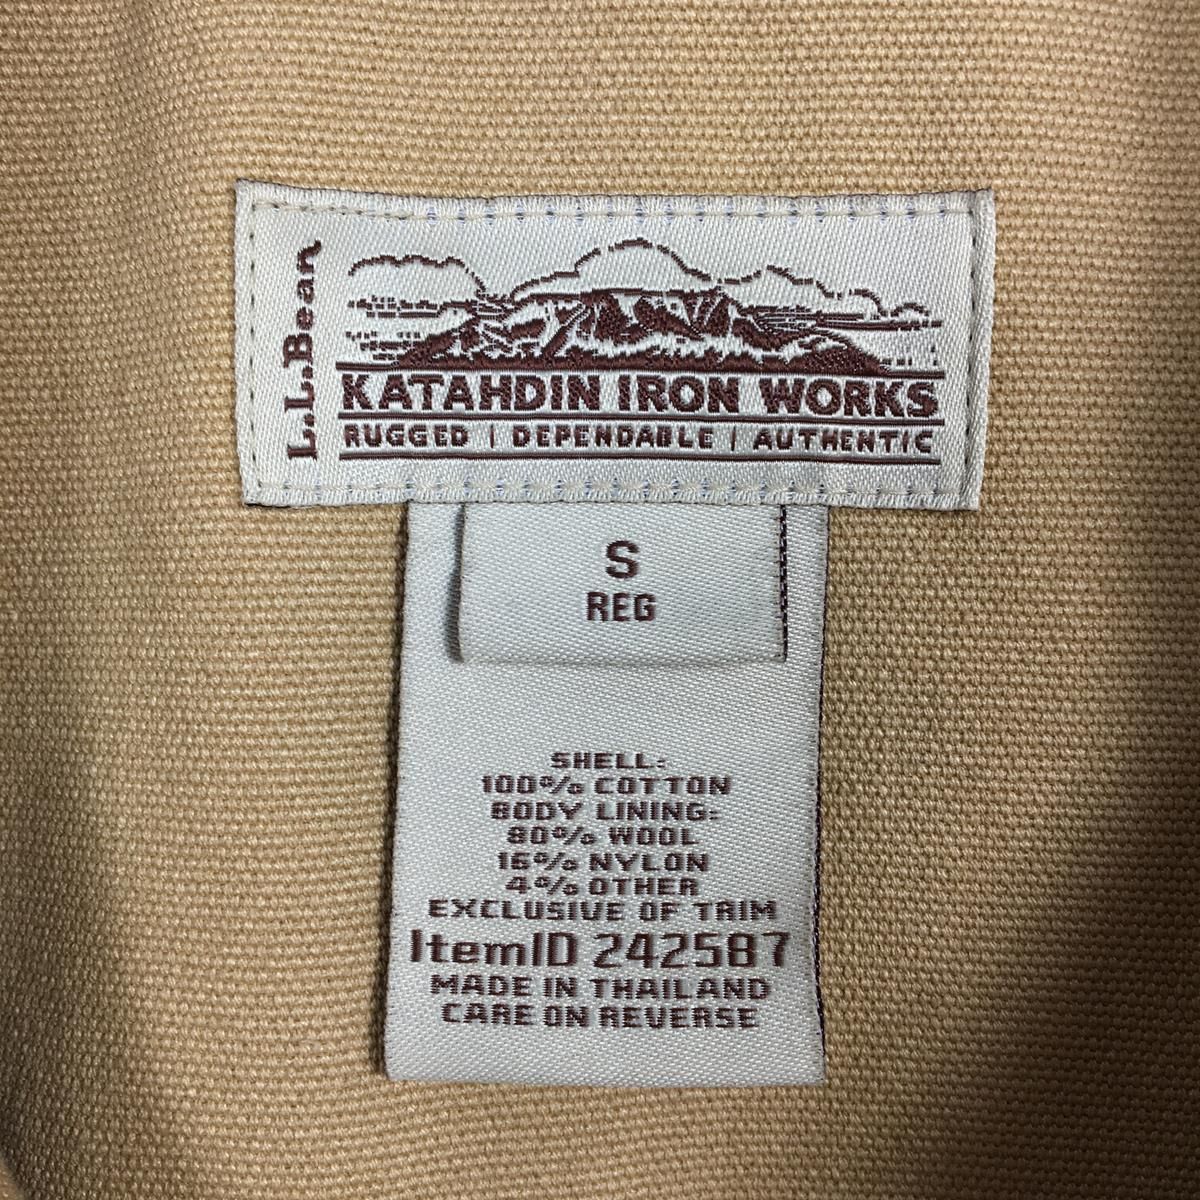 L.L.Bean
KATAHDIN IRON WORKS
RUGGED | DEPENDABLE | AUTHENTIC
S
REG
SHELL:
100% COTTON
BODY LINING:
80% WOOL
16% NYLON
4% OTHER
EXCLUSIVE OF TRIM
ItemID 242587
MADE IN THAILAND
CARE ON REVERSE